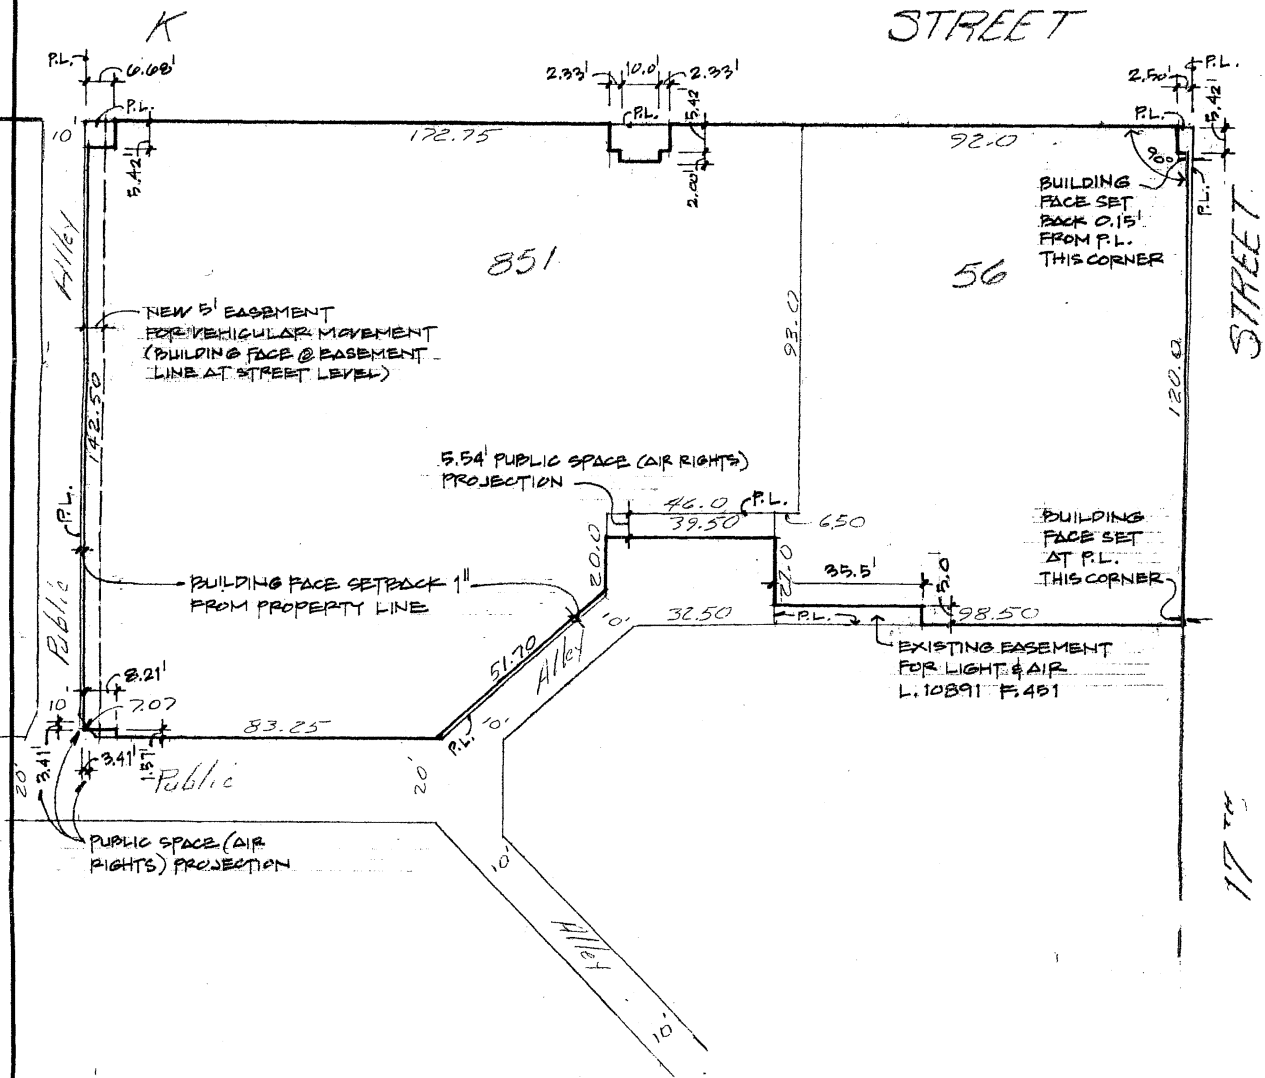 K
STREET
P.L.
6.68'
P.L.
10'
5.42'
2.33' 10.0' 2.33'
5.42'
P.L.
2.00'
172.75
2.50'
P.L.
5.42'
P.L.
92.0
90°
P.L.
BUILDING
FACE SET
BACK 0.15'
FROM P.L.
THIS CORNER
STREET
Alley
851
56
NEW 5' EASEMENT
FOR VEHICULAR MOVEMENT
(BUILDING FACE @ EASEMENT
LINE AT STREET LEVEL)
93.0
120.0
142.50
5.54' PUBLIC SPACE (AIR RIGHTS)
PROJECTION
46.0
P.L.
39.50
6.50
P.L.
20.0
22.0
35.5'
5.0'
BUILDING
FACE SET
AT P.L.
THIS CORNER
BUILDING FACE SETBACK 1"
FROM PROPERTY LINE
Public
10'
32.50
P.L.
98.50
EXISTING EASEMENT
FOR LIGHT & AIR
L. 10891 F. 451
51.70
Alley
8.21'
10
7.07
83.25
10'
P.L.
3.41'
3.41'
1.57'
20'
Public
20'
PUBLIC SPACE (AIR
RIGHTS) PROJECTION
10'
17TH
Alley
10'